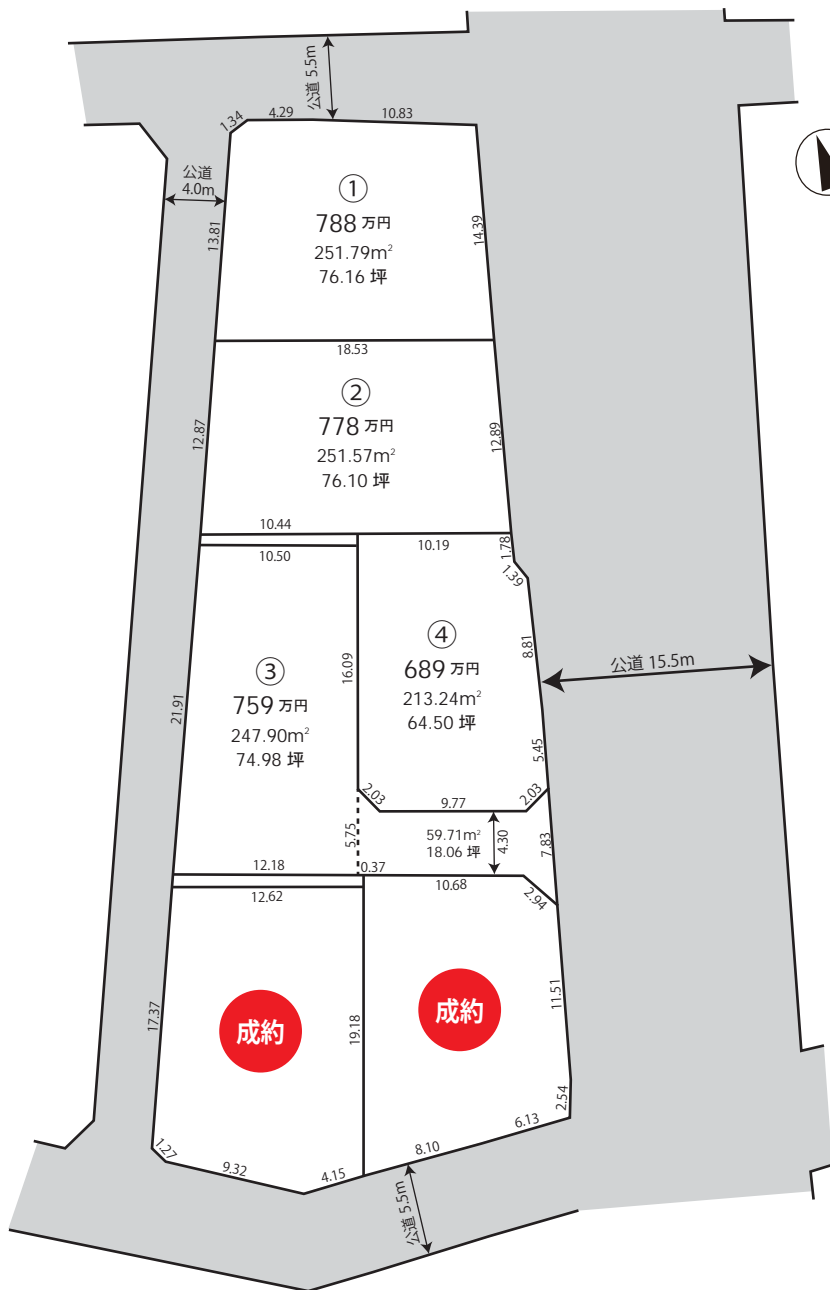 公道 5.5m
1.34
4.29
10.83
公道
4.0m
13.81
①
788 万円
251.79m²
76.16 坪
14.39
18.53
②
778 万円
251.57m²
76.10 坪
12.87
12.89
10.44
10.50
10.19
1.78
1.39
③
759 万円
247.90m²
74.98 坪
21.91
16.09
④
689 万円
213.24m²
64.50 坪
8.81
公道 15.5m
5.45
2.03
9.77
2.03
5.75
59.71m²
18.06 坪
4.30
7.83
12.18
0.37
10.68
12.62
2.94
成約
成約
17.37
19.18
11.51
2.54
1.27
9.32
4.15
8.10
6.13
公道 5.5m